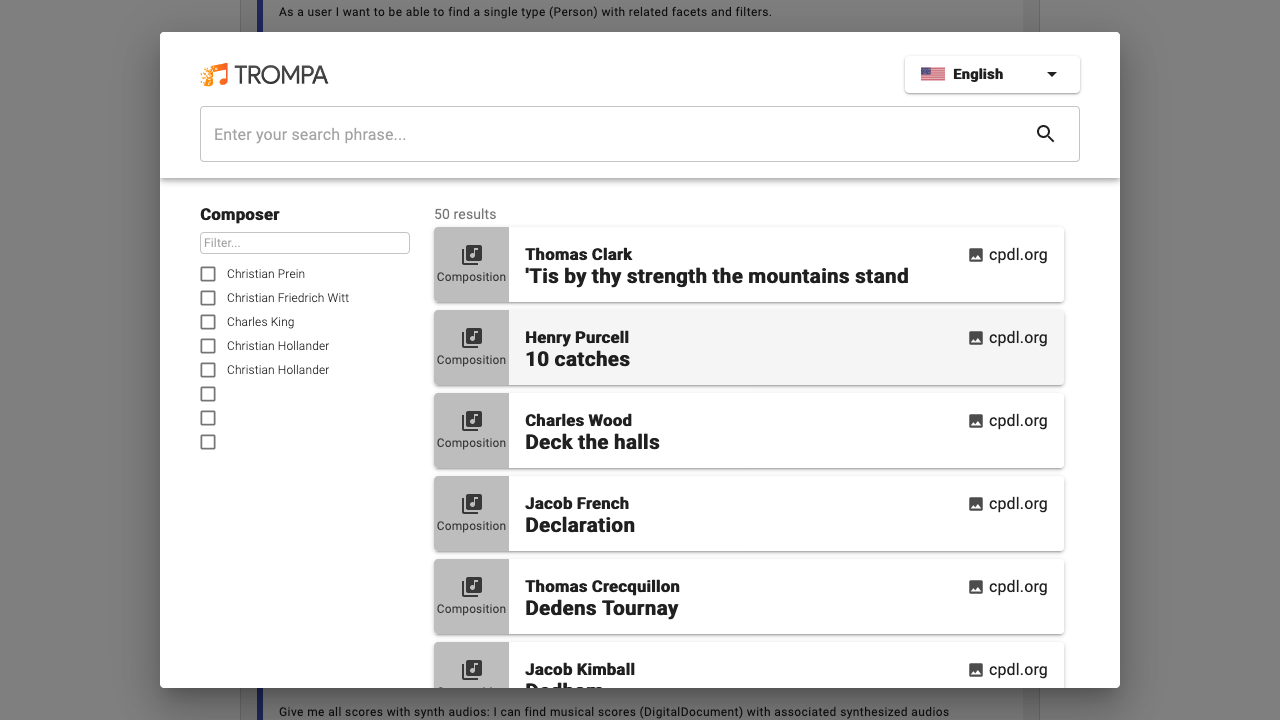 As a user I want to be able to find a single type (Person) with related facets and filters.
TROMPA
English
Enter your search phrase...
Composer
Filter...
Christian Prein
Christian Friedrich Witt
Charles King
Christian Hollander
Christian Hollander
50 results
Composition
Thomas Clark
'Tis by thy strength the mountains stand
cpdl.org
Composition
Henry Purcell
10 catches
cpdl.org
Composition
Charles Wood
Deck the halls
cpdl.org
Composition
Jacob French
Declaration
cpdl.org
Composition
Thomas Crecquillon
Dedens Tournay
cpdl.org
Jacob Kimball
cpdl.org
Give me all scores with synth audios: I can find musical scores (DigitalDocument) with associated synthesized audios